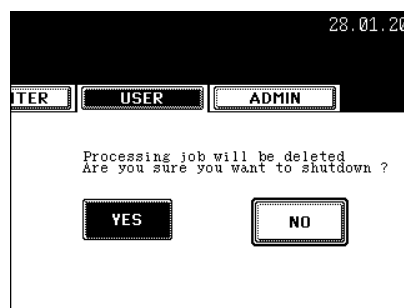 28.01.20
ITER USER ADMIN
Processing job will be deleted
Are you sure you want to shutdown ?
YES NO